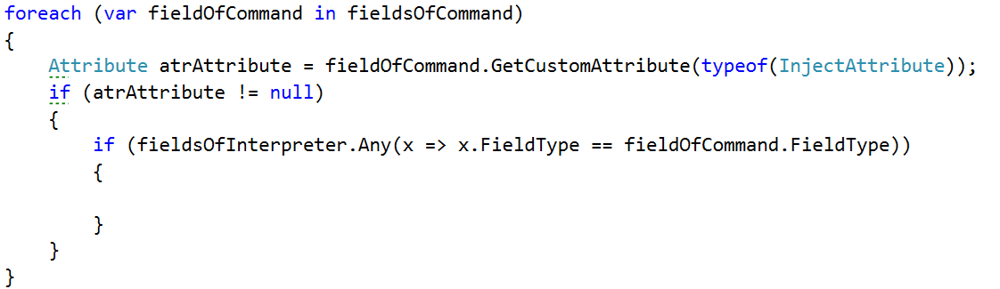 foreach (var fieldOfCommand in fieldsOfCommand)
{
    Attribute atrAttribute = fieldOfCommand.GetCustomAttribute(typeof(InjectAttribute));
    if (atrAttribute != null)
    {
        if (fieldsOfInterpreter.Any(x => x.FieldType == fieldOfCommand.FieldType))
        {

        }
    }
}